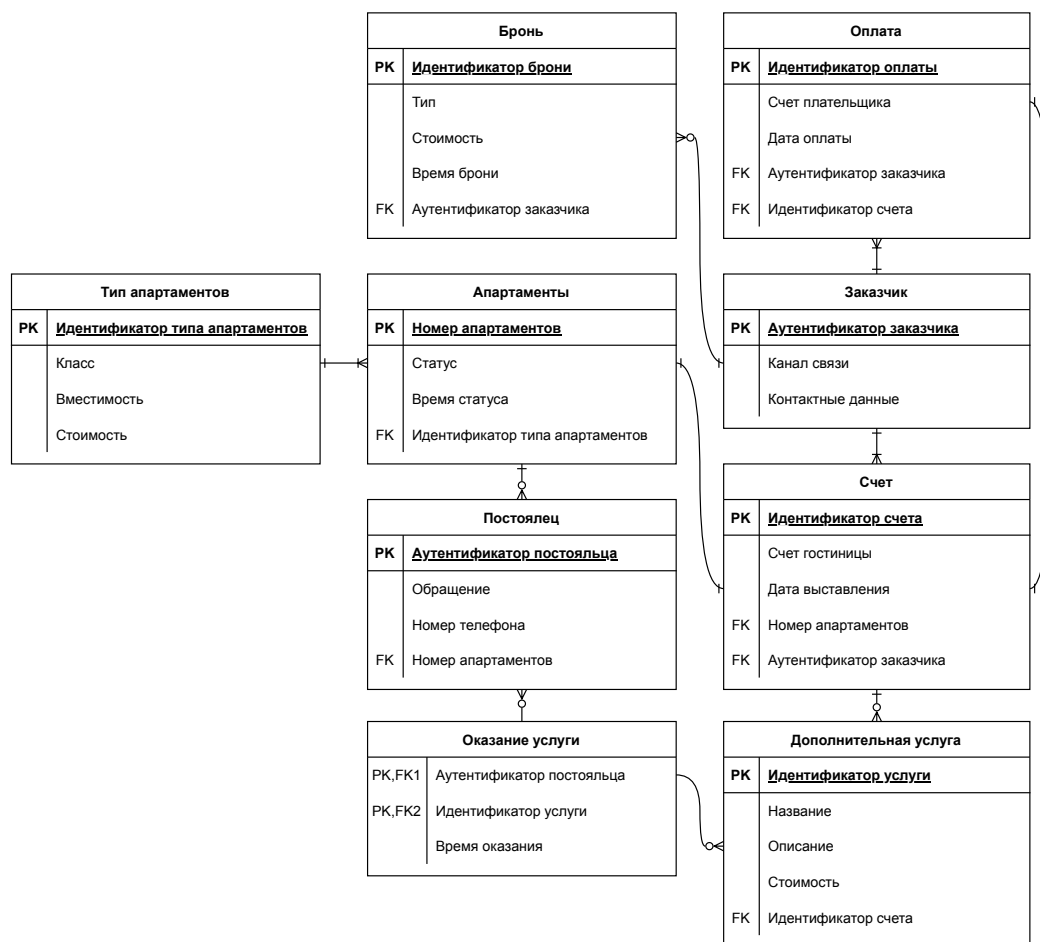 Бронь
PK Идентификатор брони
Тип
Стоимость
Время брони
FK Аутентификатор заказчика
Оплата
PK Идентификатор оплаты
Счет плательщика
Дата оплаты
FK Аутентификатор заказчика
FK Идентификатор счета
Тип апартаментов
PK Идентификатор типа апартаментов
Класс
Вместимость
Стоимость
Апартаменты
PK Номер апартаментов
Статус
Время статуса
FK Идентификатор типа апартаментов
Заказчик
PK Аутентификатор заказчика
Канал связи
Контактные данные
Постоялец
PK Аутентификатор постояльца
Обращение
Номер телефона
FK Номер апартаментов
Счет
PK Идентификатор счета
Счет гостиницы
Дата выставления
FK Номер апартаментов
FK Аутентификатор заказчика
Оказание услуги
PK,FK1 Аутентификатор постояльца
PK,FK2 Идентификатор услуги
Время оказания
Дополнительная услуга
PK Идентификатор услуги
Название
Описание
Стоимость
FK Идентификатор счета